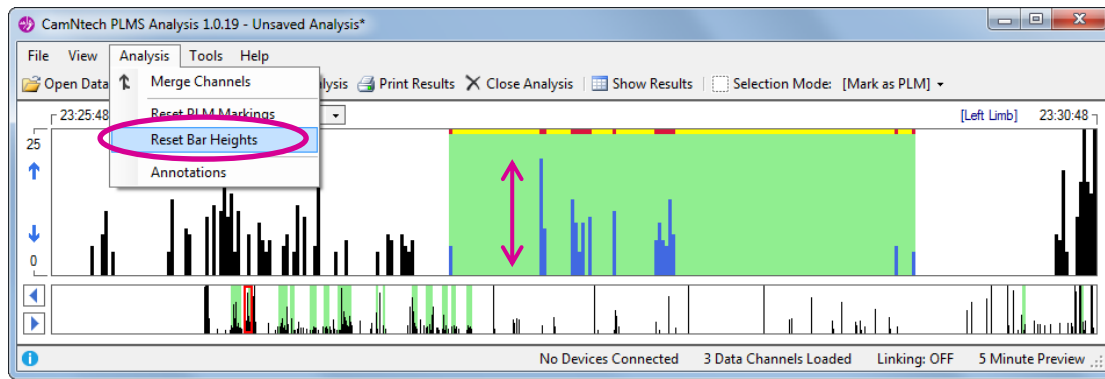 CamNtech PLMS Analysis 1.0.19 - Unsaved Analysis*
File View Analysis Tools Help
Open Data lysis Print Results Close Analysis Show Results Selection Mode: [Mark as PLM]
Merge Channels
Reset PLM Markings
Reset Bar Heights
Annotations
23:25:48 [Left Limb] 23:30:48
25
0
No Devices Connected 3 Data Channels Loaded Linking: OFF 5 Minute Preview